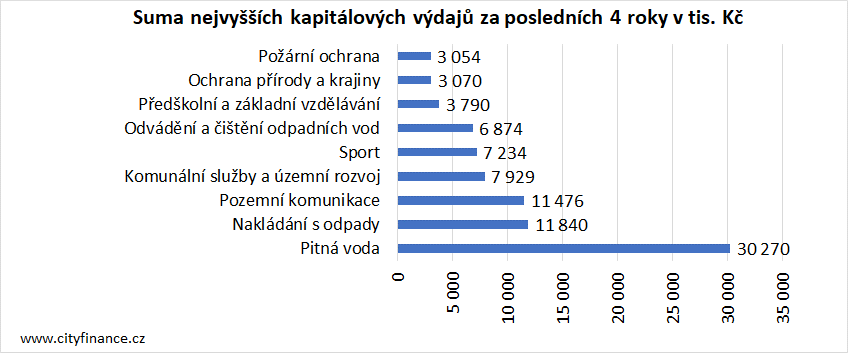 Suma nejvyšších kapitálových výdajů za posledních 4 roky v tis. Kč
Požární ochrana 3 054
Ochrana přírody a krajiny 3 070
Předškolní a základní vzdělávání 3 790
Odvádění a čištění odpadních vod 6 874
Sport 7 234
Komunální služby a územní rozvoj 7 929
Pozemní komunikace 11 476
Nakládání s odpady 11 840
Pitná voda 30 270
0 5 000 10 000 15 000 20 000 25 000 30 000 35 000
www.cityfinance.cz